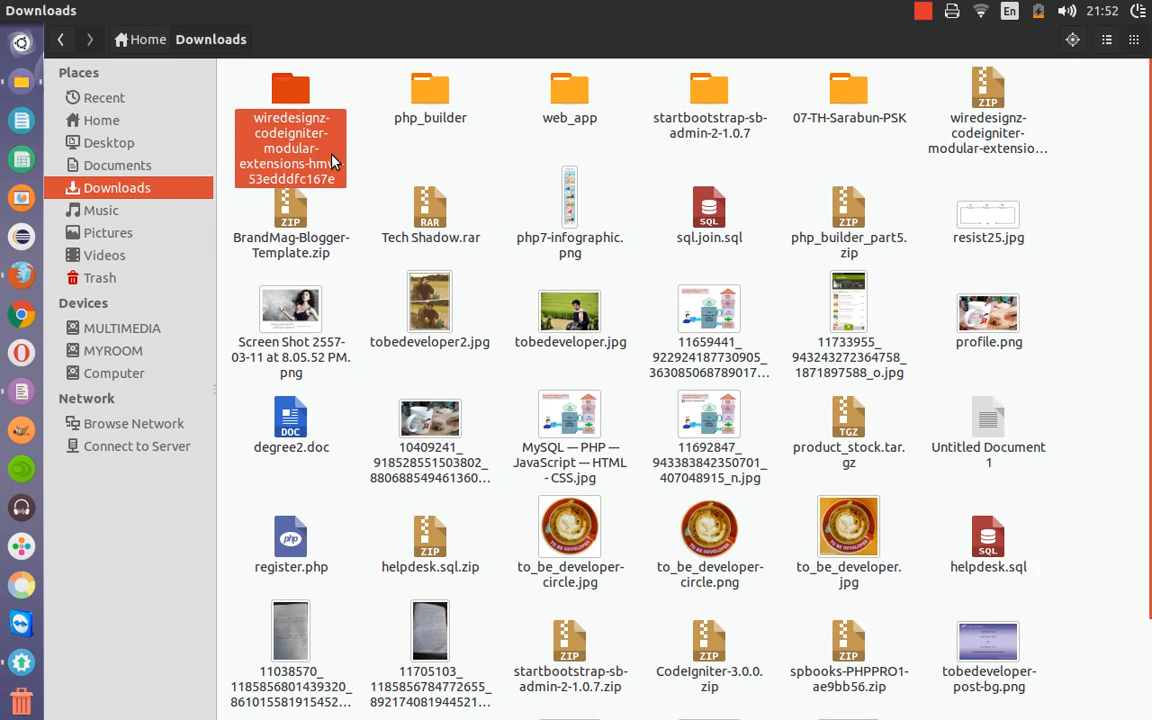 Downloads
En
21:52
Home
Downloads
Places
Recent
Home
Desktop
Documents
Downloads
Music
Pictures
Videos
Trash
Devices
MULTIMEDIA
MYROOM
Computer
Network
Browse Network
Connect to Server
wiredesignz-
codeigniter-
modular-
extensions-hmv
53edddfc167e
php_builder
web_app
startbootstrap-sb-
admin-2-1.0.7
07-TH-Sarabun-PSK
ZIP
wiredesignz-
codeigniter-
modular-extensio...
ZIP
BrandMag-Blogger-
Template.zip
RAR
Tech Shadow.rar
php7-infographic.
png
SQL
sql.join.sql
ZIP
php_builder_part5.
zip
resist25.jpg
Screen Shot 2557-
03-11 at 8.05.52 PM.
png
tobedeveloper2.jpg
tobedeveloper.jpg
11659441_
922924187730905_
363085068789017...
11733955_
943243272364758_
1871897588_o.jpg
profile.png
DOC
degree2.doc
10409241_
918528551503802_
880688549461360...
MySQL — PHP —
JavaScript — HTML
- CSS.jpg
11692847_
943383842350701_
407048915_n.jpg
TGZ
product_stock.tar.
gz
Untitled Document
1
php
register.php
ZIP
helpdesk.sql.zip
to_be_developer-
circle.jpg
to_be_developer-
circle.png
to_be_developer.
jpg
SQL
helpdesk.sql
11038570_
1185856801439320_
861015581915452...
11705103_
1185856784772655_
892174081944521...
ZIP
startbootstrap-sb-
admin-2-1.0.7.zip
ZIP
CodeIgniter-3.0.0.
zip
ZIP
spbooks-PHPPRO1-
ae9bb56.zip
tobedeveloper-
post-bg.png